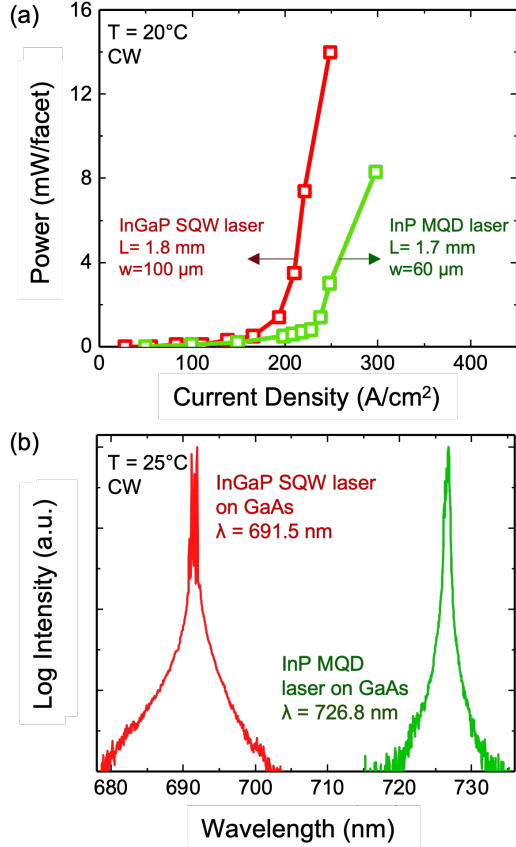 (a)
T = 20°C
CW
16
12
8
4
0
Power (mW/facet)
InGaP SQW laser
L= 1.8 mm
w=100 µm
InP MQD laser
L= 1.7 mm
w=60 µm
0 100 200 300 400
Current Density (A/cm²)
(b)
T = 25°C
CW
Log Intensity (a.u.)
InGaP SQW laser
on GaAs
λ = 691.5 nm
InP MQD
laser on GaAs
λ = 726.8 nm
680 690 700 710 720 730
Wavelength (nm)